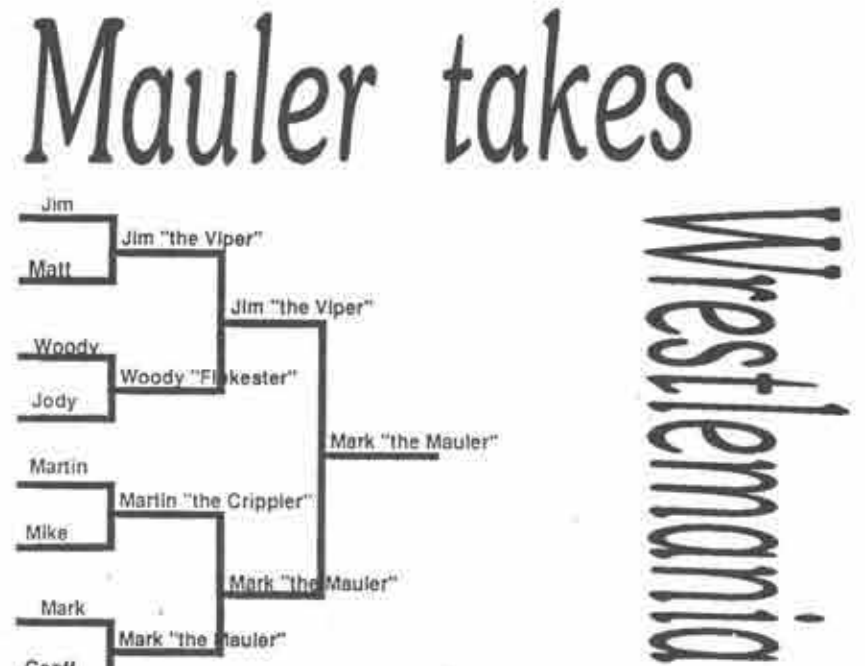 Mauler takes
Wrestlemania
Jim
Jim "the Viper"
Matt
Jim "the Viper"
Woody
Woody "Flukester"
Jody
Mark "the Mauler"
Martin
Martin "the Crippler"
Mike
Mark "the Mauler"
Mark
Mark "the Mauler"